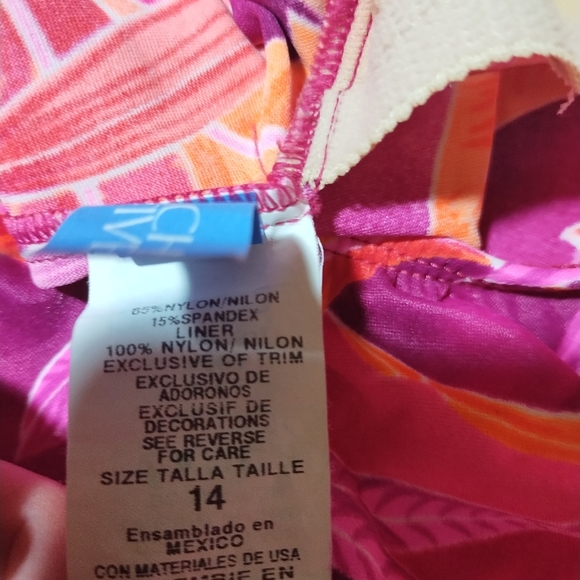 85%NYLON/NILON
15%SPANDEX
LINER
100% NYLON/ NILON
EXCLUSIVE OF TRIM
EXCLUSIVO DE
ADORONOS
EXCLUSIF DE
DECORATIONS
SEE REVERSE
FOR CARE
SIZE TALLA TAILLE
14
Ensamblado en
MEXICO
CON MATERIALES DE USA
EN